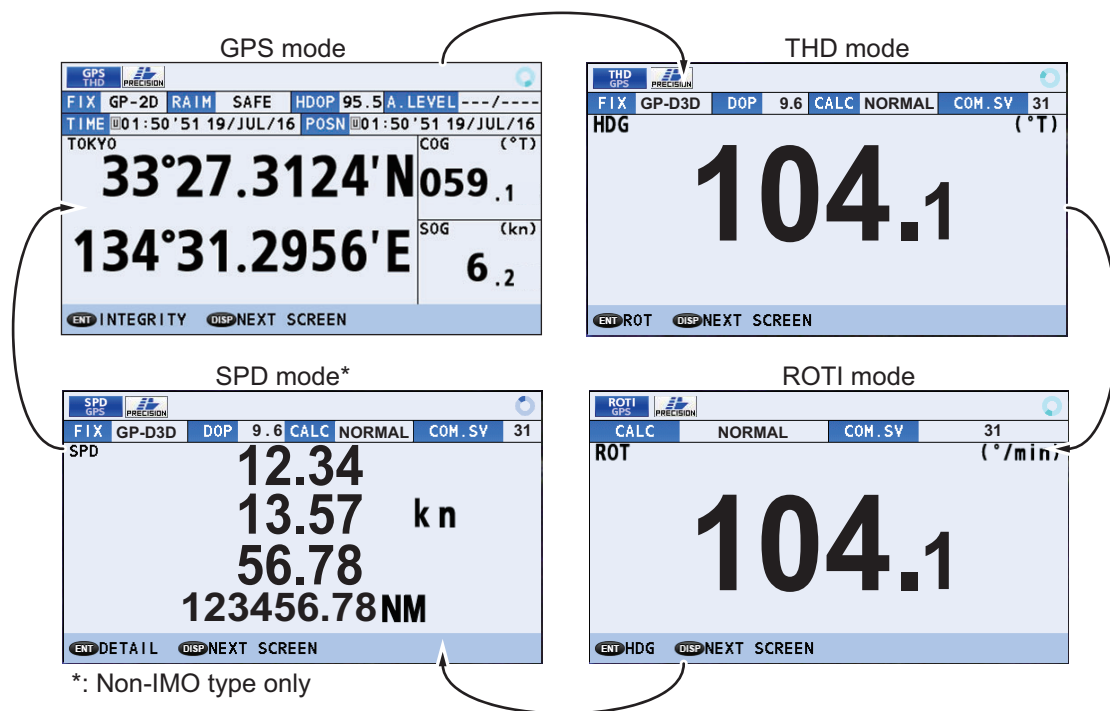 GPS mode
GPS
THD
PRECISION
FIX GP-2D RAIM SAFE HDOP 95.5 A.LEVEL ---/----
TIME U01:50'51 19/JUL/16 POSN U01:50'51 19/JUL/16
TOKYO
33°27.3124'N
134°31.2956'E
COG (°T)
059.1
SOG (kn)
6.2
ENT INTEGRITY DISP NEXT SCREEN
THD mode
THD
GPS
PRECISION
FIX GP-D3D DOP 9.6 CALC NORMAL COM.SV 31
HDG (°T)
104.1
ENT ROT DISP NEXT SCREEN
SPD mode*
SPD
GPS
PRECISION
FIX GP-D3D DOP 9.6 CALC NORMAL COM.SV 31
SPD
12.34
13.57 kn
56.78
123456.78NM
ENT DETAIL DISP NEXT SCREEN
ROTI mode
ROTI
GPS
PRECISION
CALC NORMAL COM.SV 31
ROT (°/min)
104.1
ENT HDG DISP NEXT SCREEN
*: Non-IMO type only